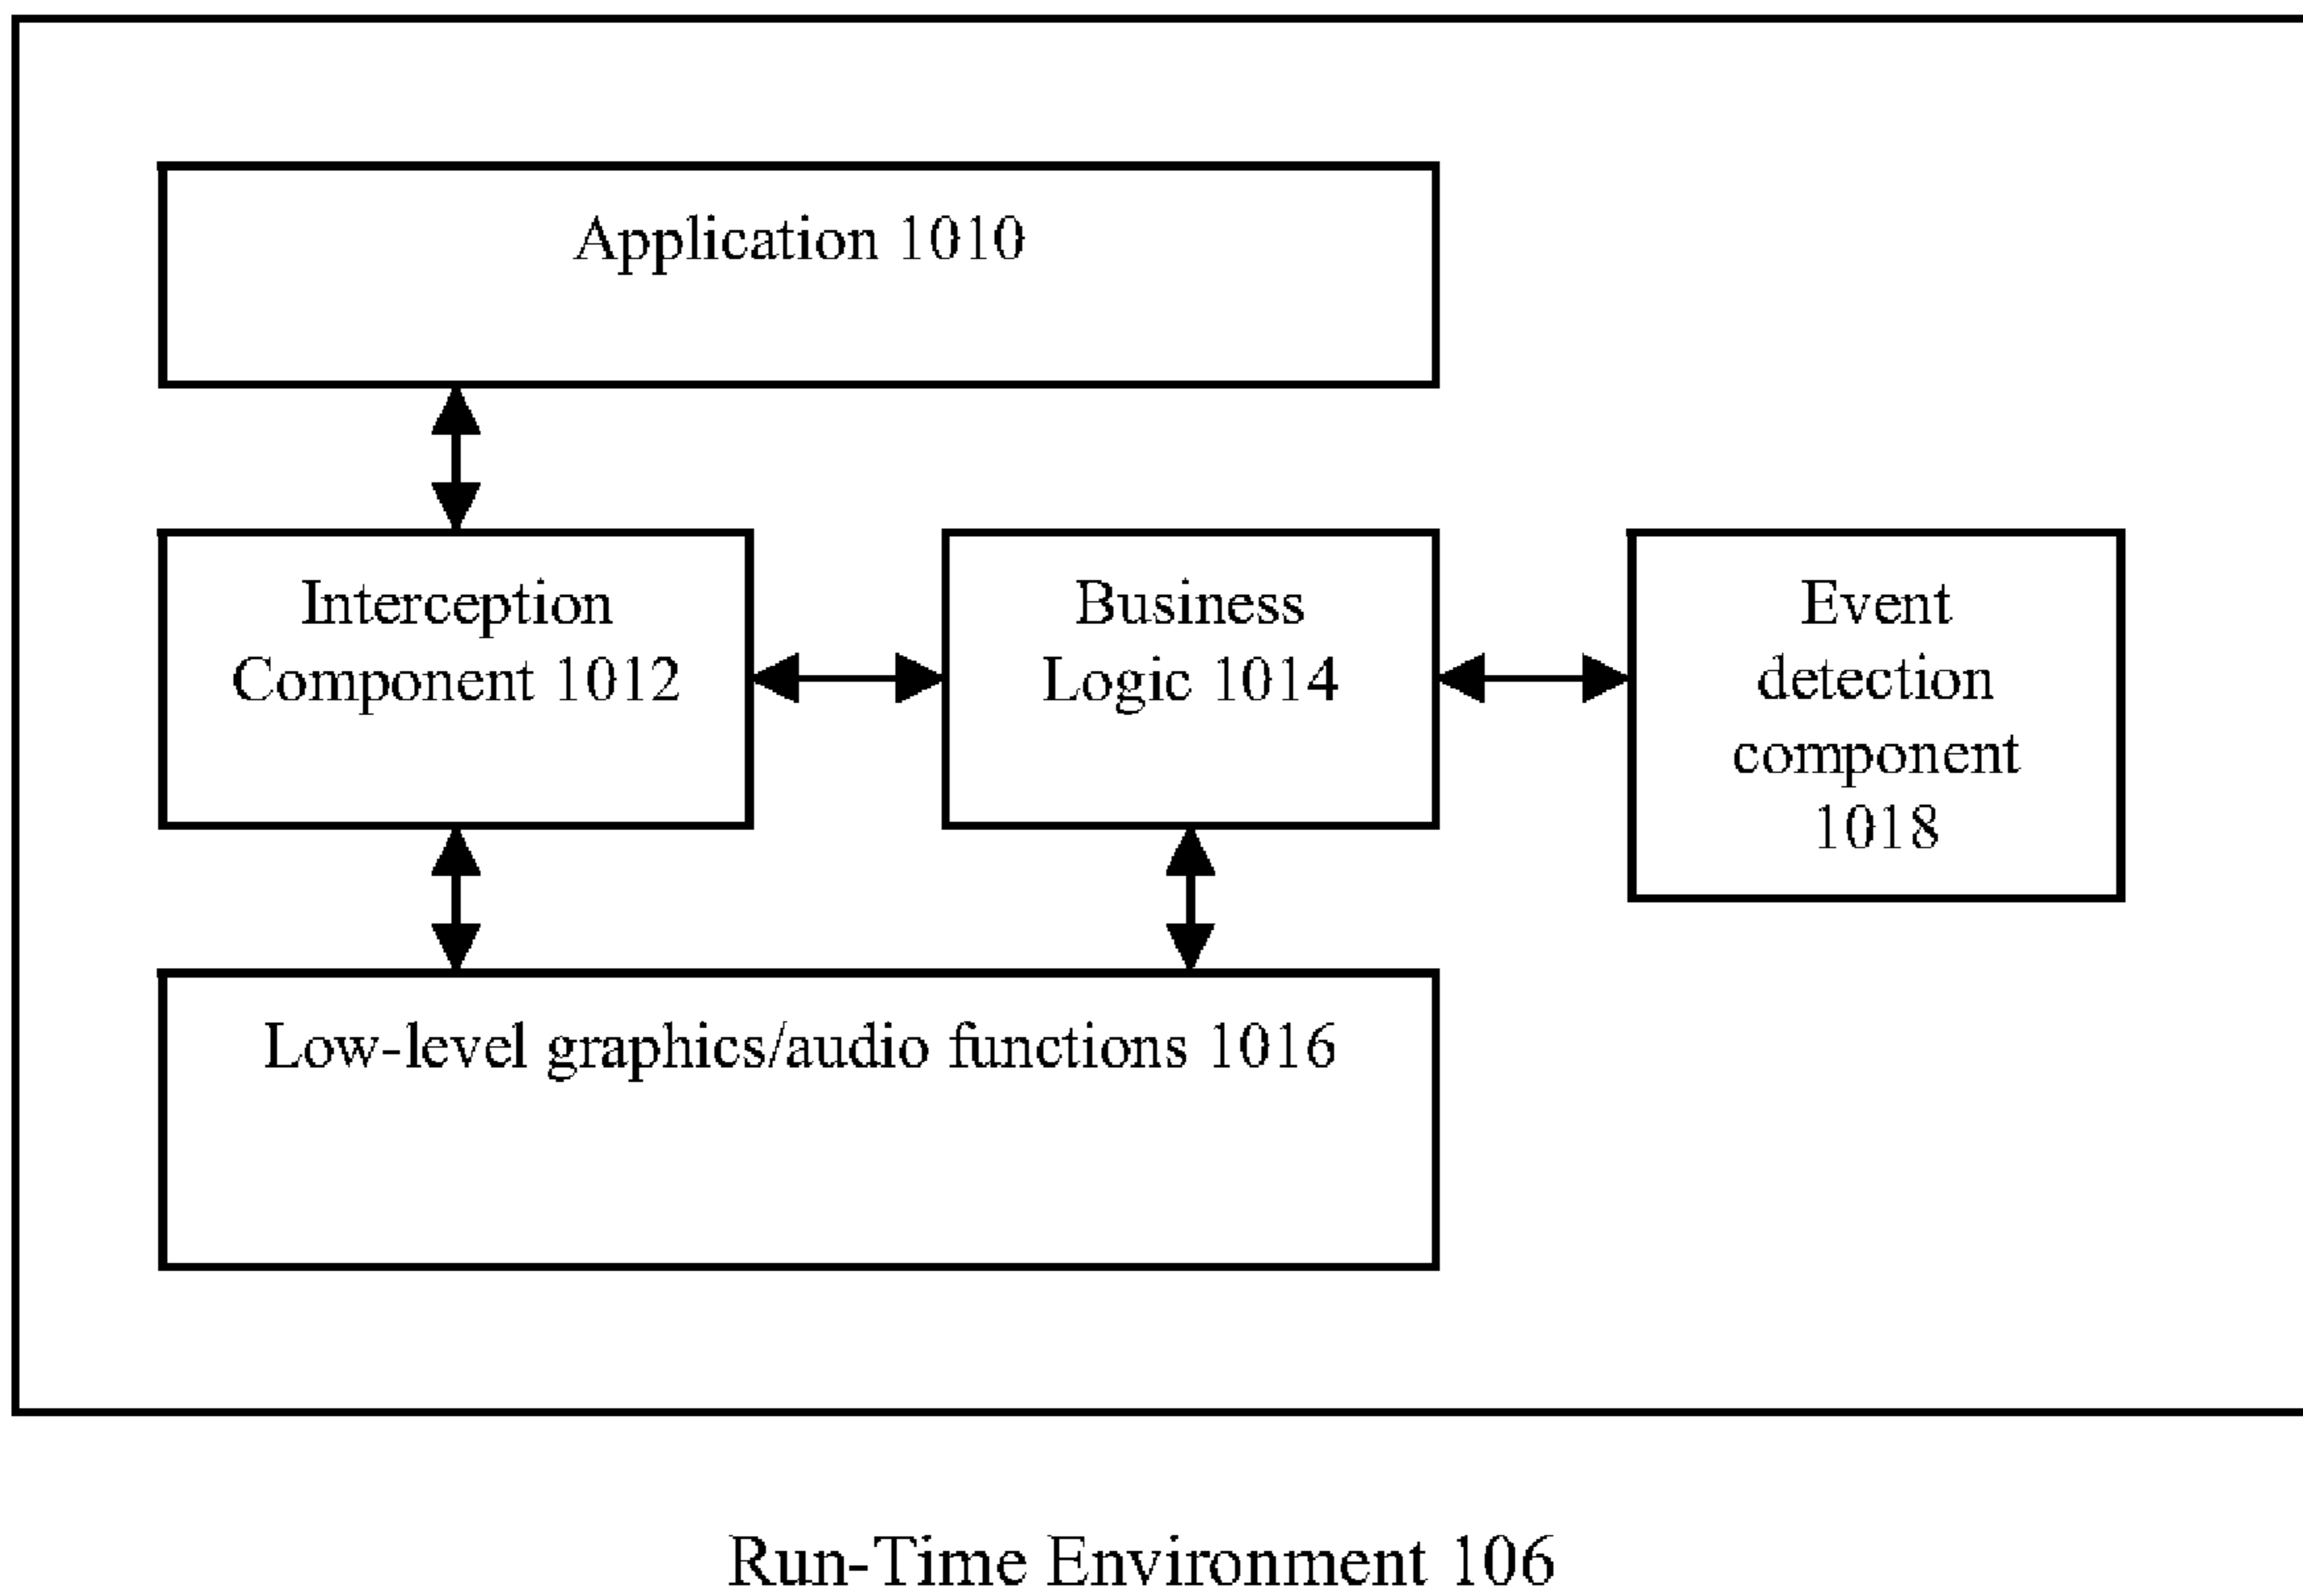 Application 1010
Interception
Component 1012
Business
Logic 1014
Event
detection
component
1018
Low-level graphics/audio functions 1016
Run-Time Environment 106